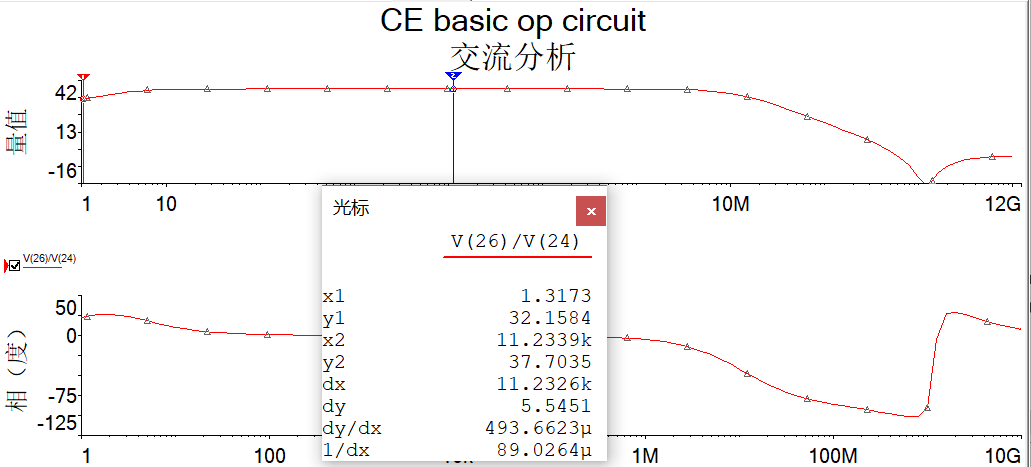 CE basic op circuit
交流分析
量值
42
13
-16
1 10 10M 12G
光标
×
V(26)/V(24)
x1 1.3173
y1 32.1584
x2 11.2339k
y2 37.7035
dx 11.2326k
dy 5.5451
dy/dx 493.6623µ
1/dx 89.0264µ
V(26)/V(24)
相（度）
50
0
-75
-125
1 100 1M 100M 10G